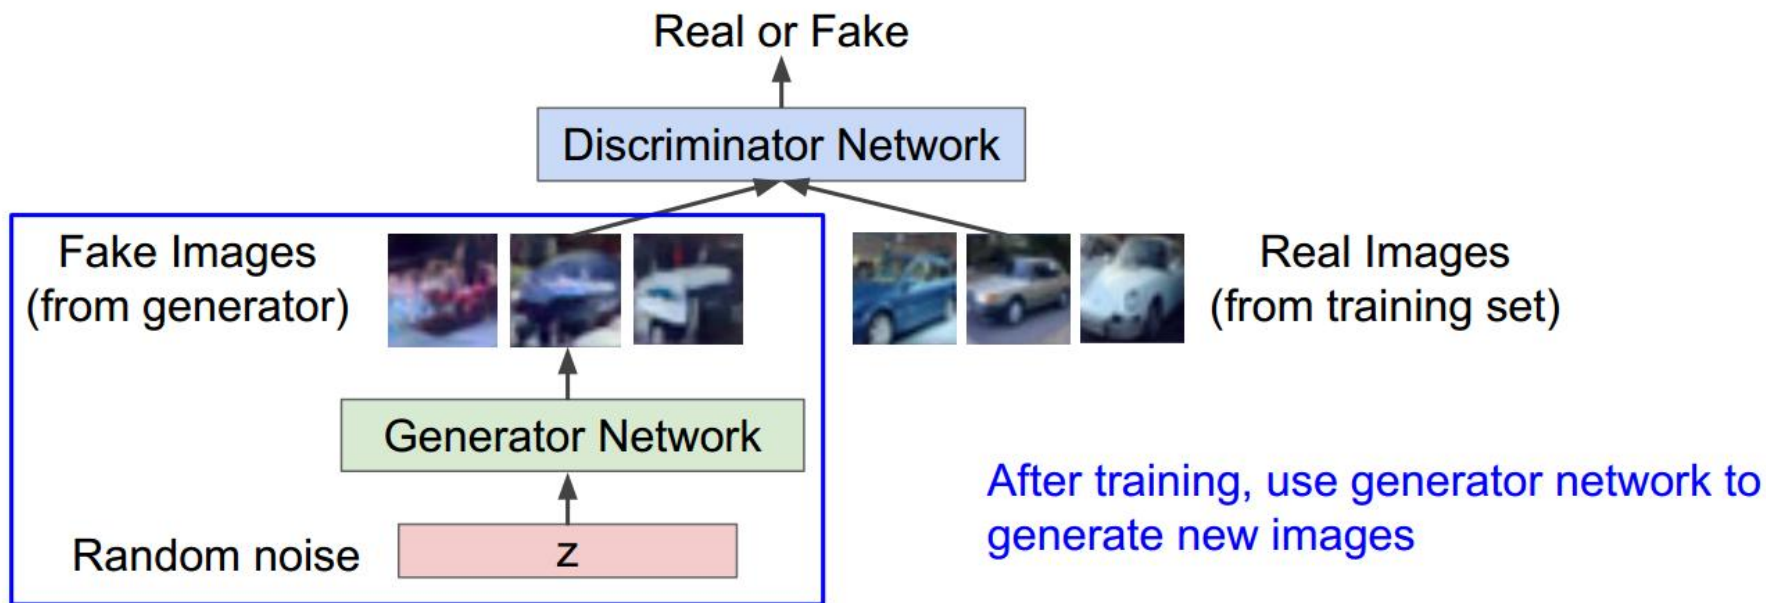 Real or Fake
Discriminator Network
Fake Images
(from generator)
Real Images
(from training set)
Generator Network
Random noise
z
After training, use generator network to
generate new images